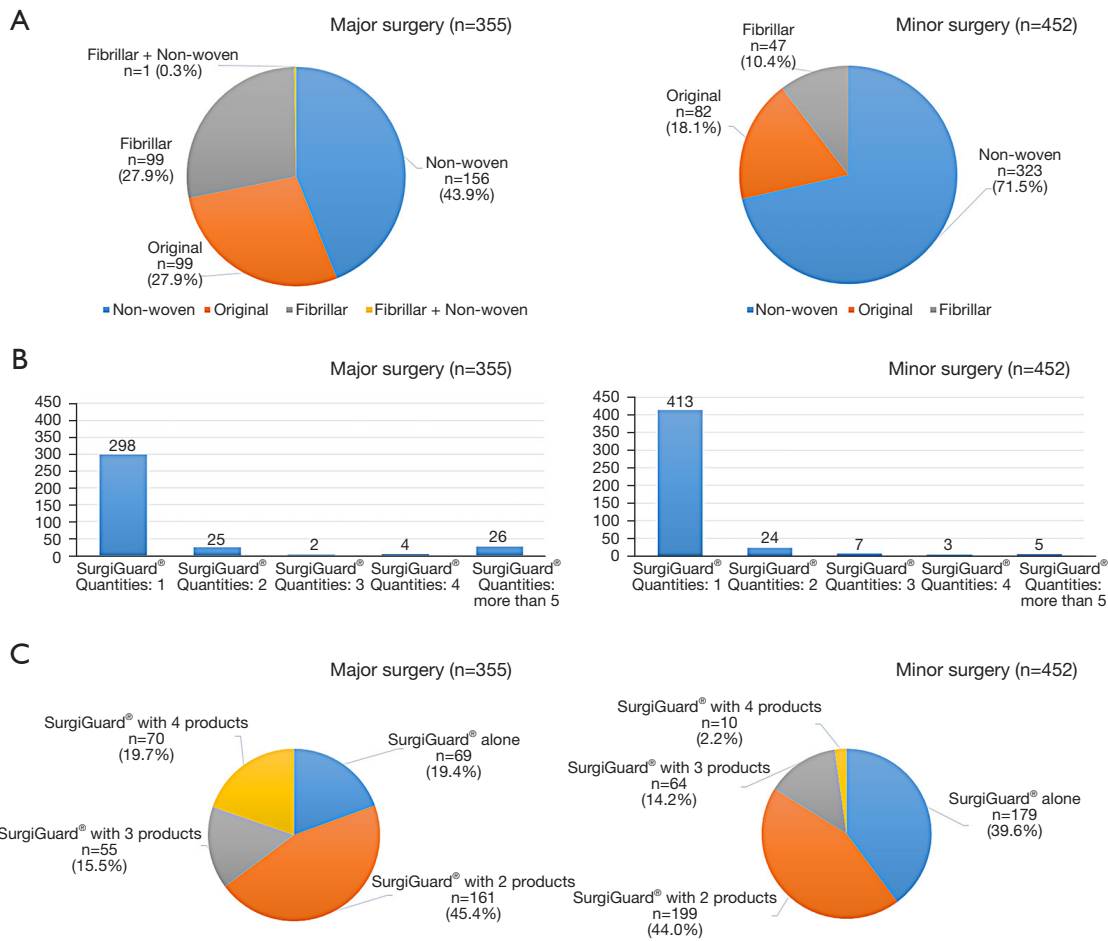 A
Major surgery (n=355)
Fibrillar + Non-woven
n=1 (0.3%)
Fibrillar
n=99
(27.9%)
Non-woven
n=156
(43.9%)
Original
n=99
(27.9%)
Non-woven Original Fibrillar Fibrillar + Non-woven
Minor surgery (n=452)
Fibrillar
n=47
(10.4%)
Original
n=82
(18.1%)
Non-woven
n=323
(71.5%)
Non-woven Original Fibrillar
B
Major surgery (n=355)
450
400
350
300
250
200
150
100
50
0
298
25
2
4
26
SurgiGuard®
Quantities: 1
SurgiGuard®
Quantities: 2
SurgiGuard®
Quantities: 3
SurgiGuard®
Quantities: 4
SurgiGuard®
Quantities:
more than 5
Minor surgery (n=452)
450
400
350
300
250
200
150
100
50
0
413
24
7
3
5
SurgiGuard®
Quantities: 1
SurgiGuard®
Quantities: 2
SurgiGuard®
Quantities: 3
SurgiGuard®
Quantities: 4
SurgiGuard®
Quantities:
more than 5
C
Major surgery (n=355)
SurgiGuard® with 4 products
n=70
(19.7%)
SurgiGuard® alone
n=69
(19.4%)
SurgiGuard® with 3 products
n=55
(15.5%)
SurgiGuard® with 2 products
n=161
(45.4%)
Minor surgery (n=452)
SurgiGuard® with 4 products
n=10
(2.2%)
SurgiGuard® with 3 products
n=64
(14.2%)
SurgiGuard® alone
n=179
(39.6%)
SurgiGuard® with 2 products
n=199
(44.0%)